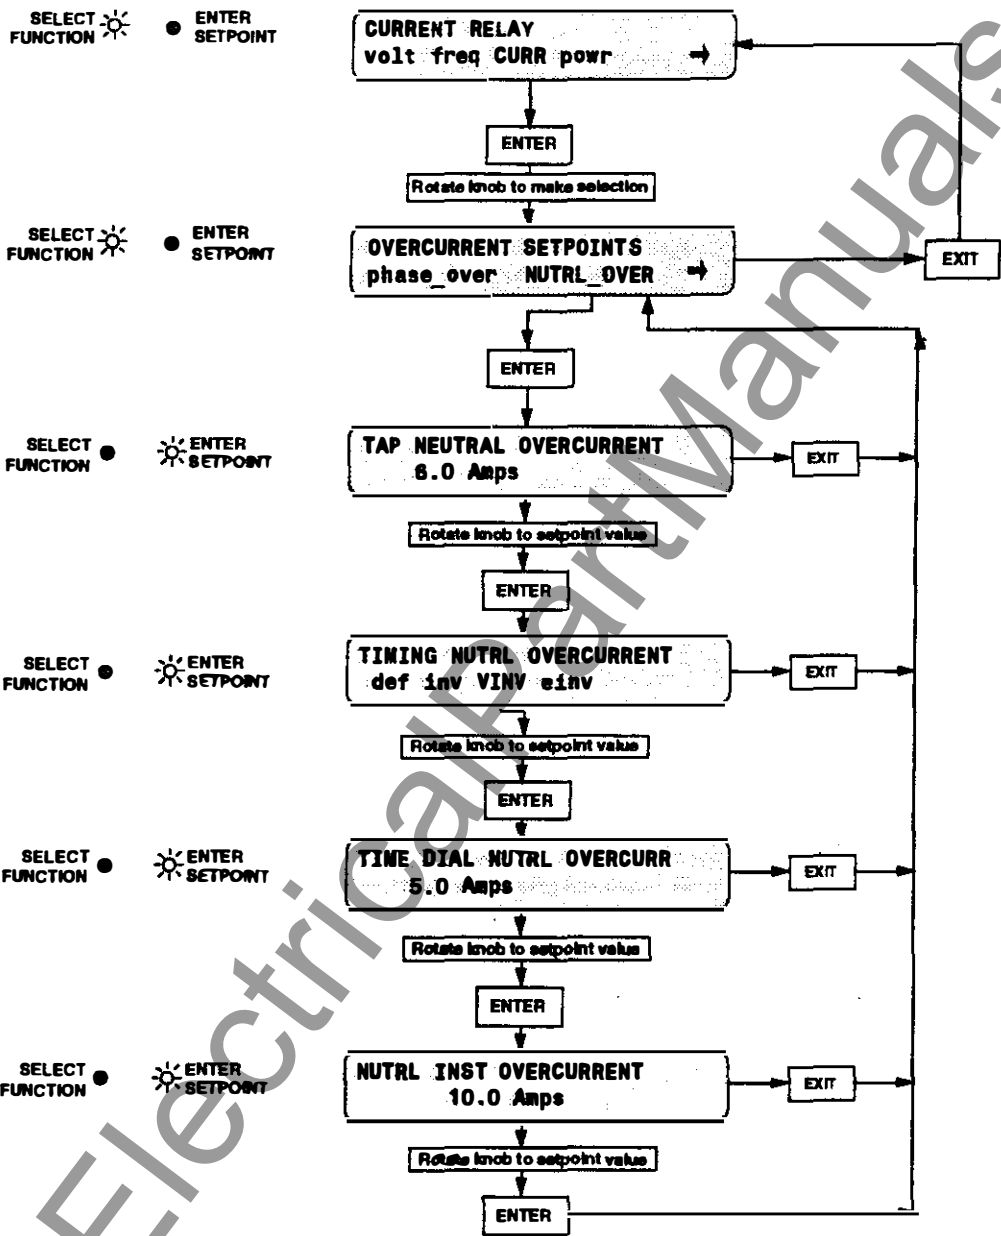 SELECT FUNCTION ENTER SETPOINT
CURRENT RELAY
volt freq CURR powr
ENTER
Rotate knob to make selection
SELECT FUNCTION ENTER SETPOINT
OVERCURRENT SETPOINTS
phase_over NUTRL_OVER
EXIT
ENTER
SELECT FUNCTION ENTER SETPOINT
TAP NEUTRAL OVERCURRENT
6.0 Amps
EXIT
Rotate knob to setpoint value
ENTER
SELECT FUNCTION ENTER SETPOINT
TIMING NUTRL OVERCURRENT
def inv VINV einv
EXIT
Rotate knob to setpoint value
ENTER
SELECT FUNCTION ENTER SETPOINT
TIME DIAL NUTRL OVERCURR
5.0 Amps
EXIT
Rotate knob to setpoint value
ENTER
SELECT FUNCTION ENTER SETPOINT
NUTRL INST OVERCURRENT
10.0 Amps
EXIT
Rotate knob to setpoint value
ENTER
ElectricalPartManuals